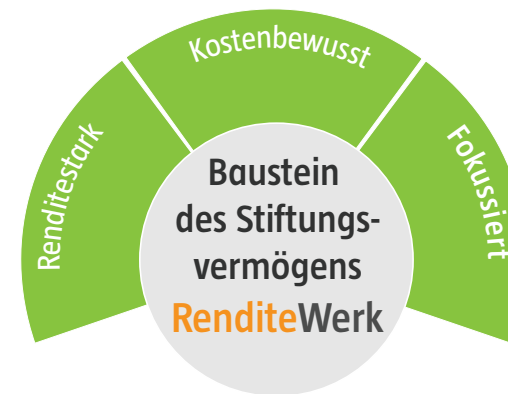 Renditestark
Kostenbewusst
Fokussiert
Baustein
des Stiftungs-
vermögens
RenditeWerk